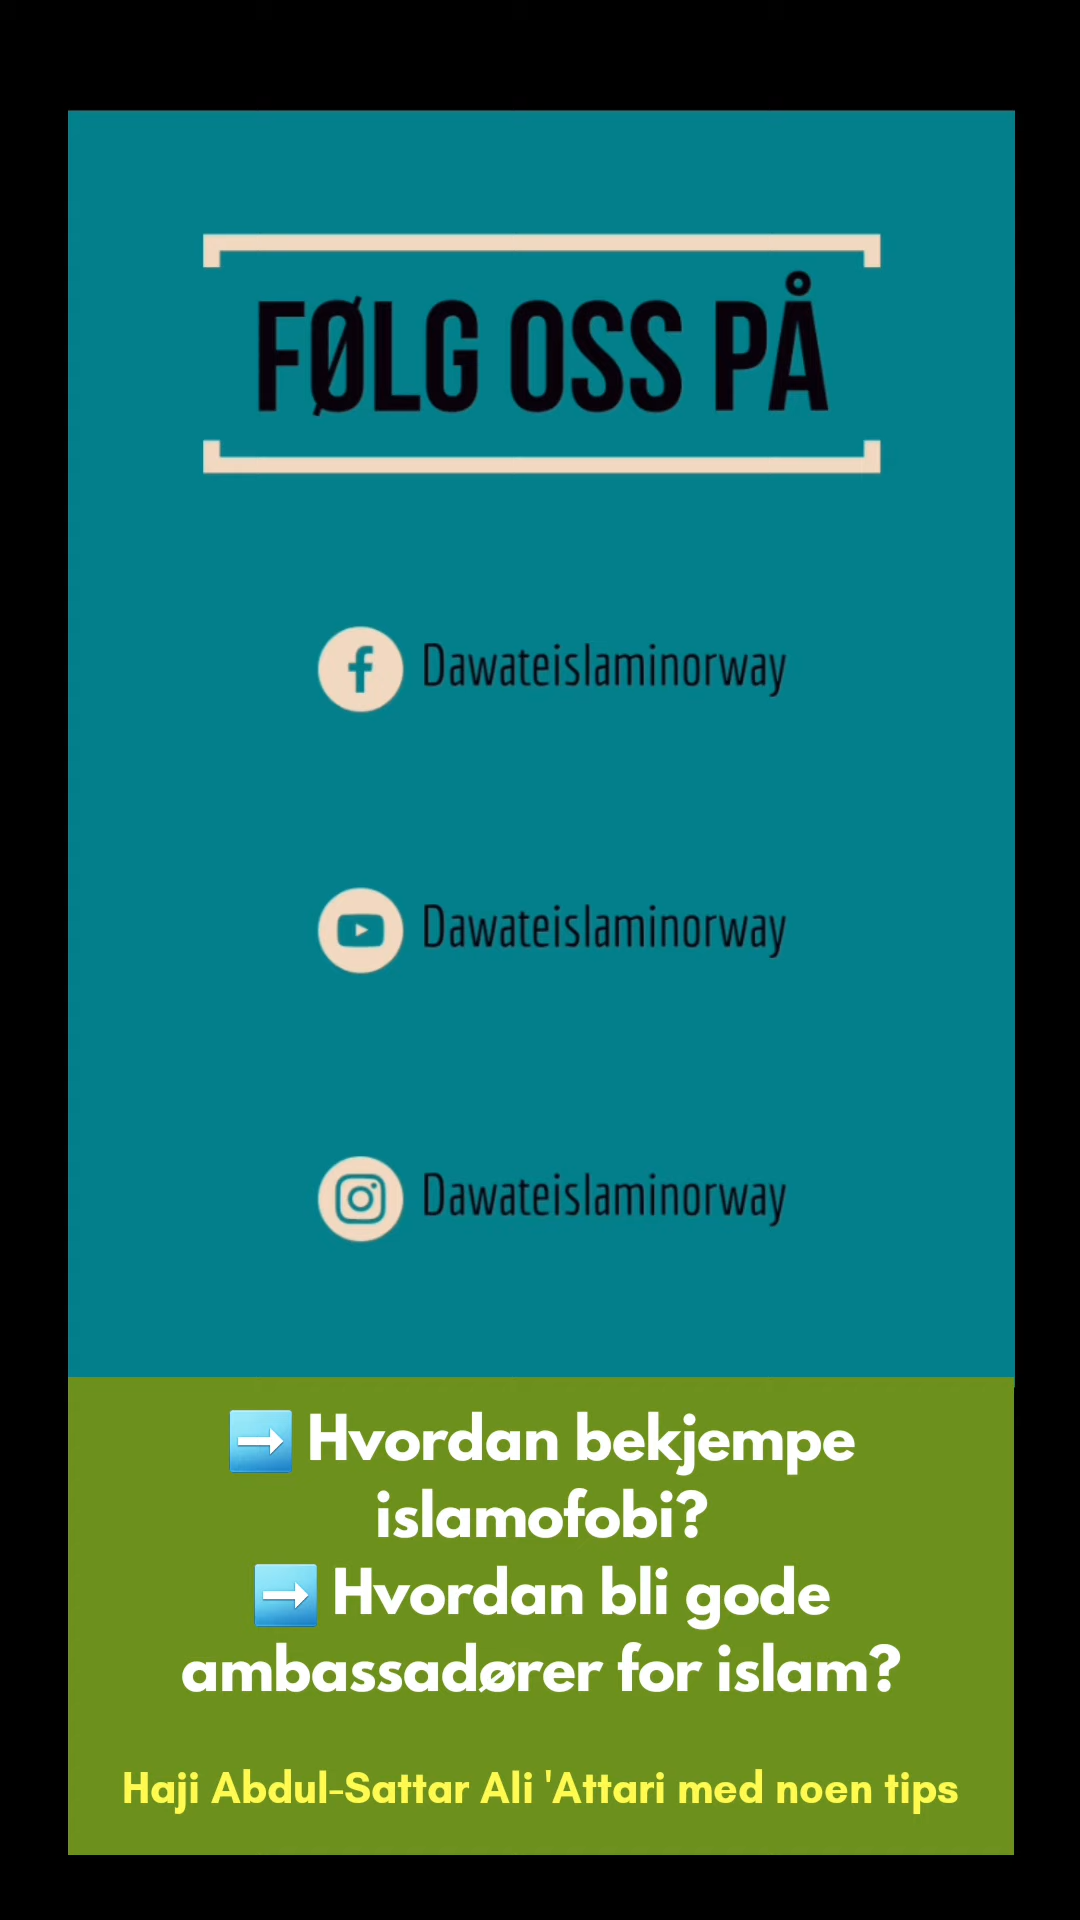 FØLG OSS PÅ
Dawateislaminorway
Dawateislaminorway
Dawateislaminorway
➡️ Hvordan bekjempe
islamofobi?
➡️ Hvordan bli gode
ambassadører for islam?
Haji Abdul-Sattar Ali 'Attari med noen tips